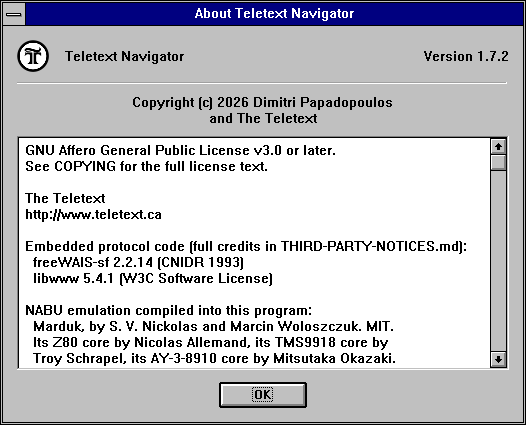 About Teletext Navigator
Teletext Navigator
Version 1.7.2
Copyright (c) 2026 Dimitri Papadopoulos
and The Teletext
GNU Affero General Public License v3.0 or later.
See COPYING for the full license text.
The Teletext
http://www.teletext.ca
Embedded protocol code (full credits in THIRD-PARTY-NOTICES.md):
freeWAIS-sf 2.2.14 (CNIDR 1993)
libwww 5.4.1 (W3C Software License)
NABU emulation compiled into this program:
Marduk, by S. V. Nickolas and Marcin Wołoszczuk. MIT.
Its Z80 core by Nicolas Allemand, its TMS9918 core by
Troy Schrapel, its AY-3-8910 core by Mitsutaka Okazaki.
OK